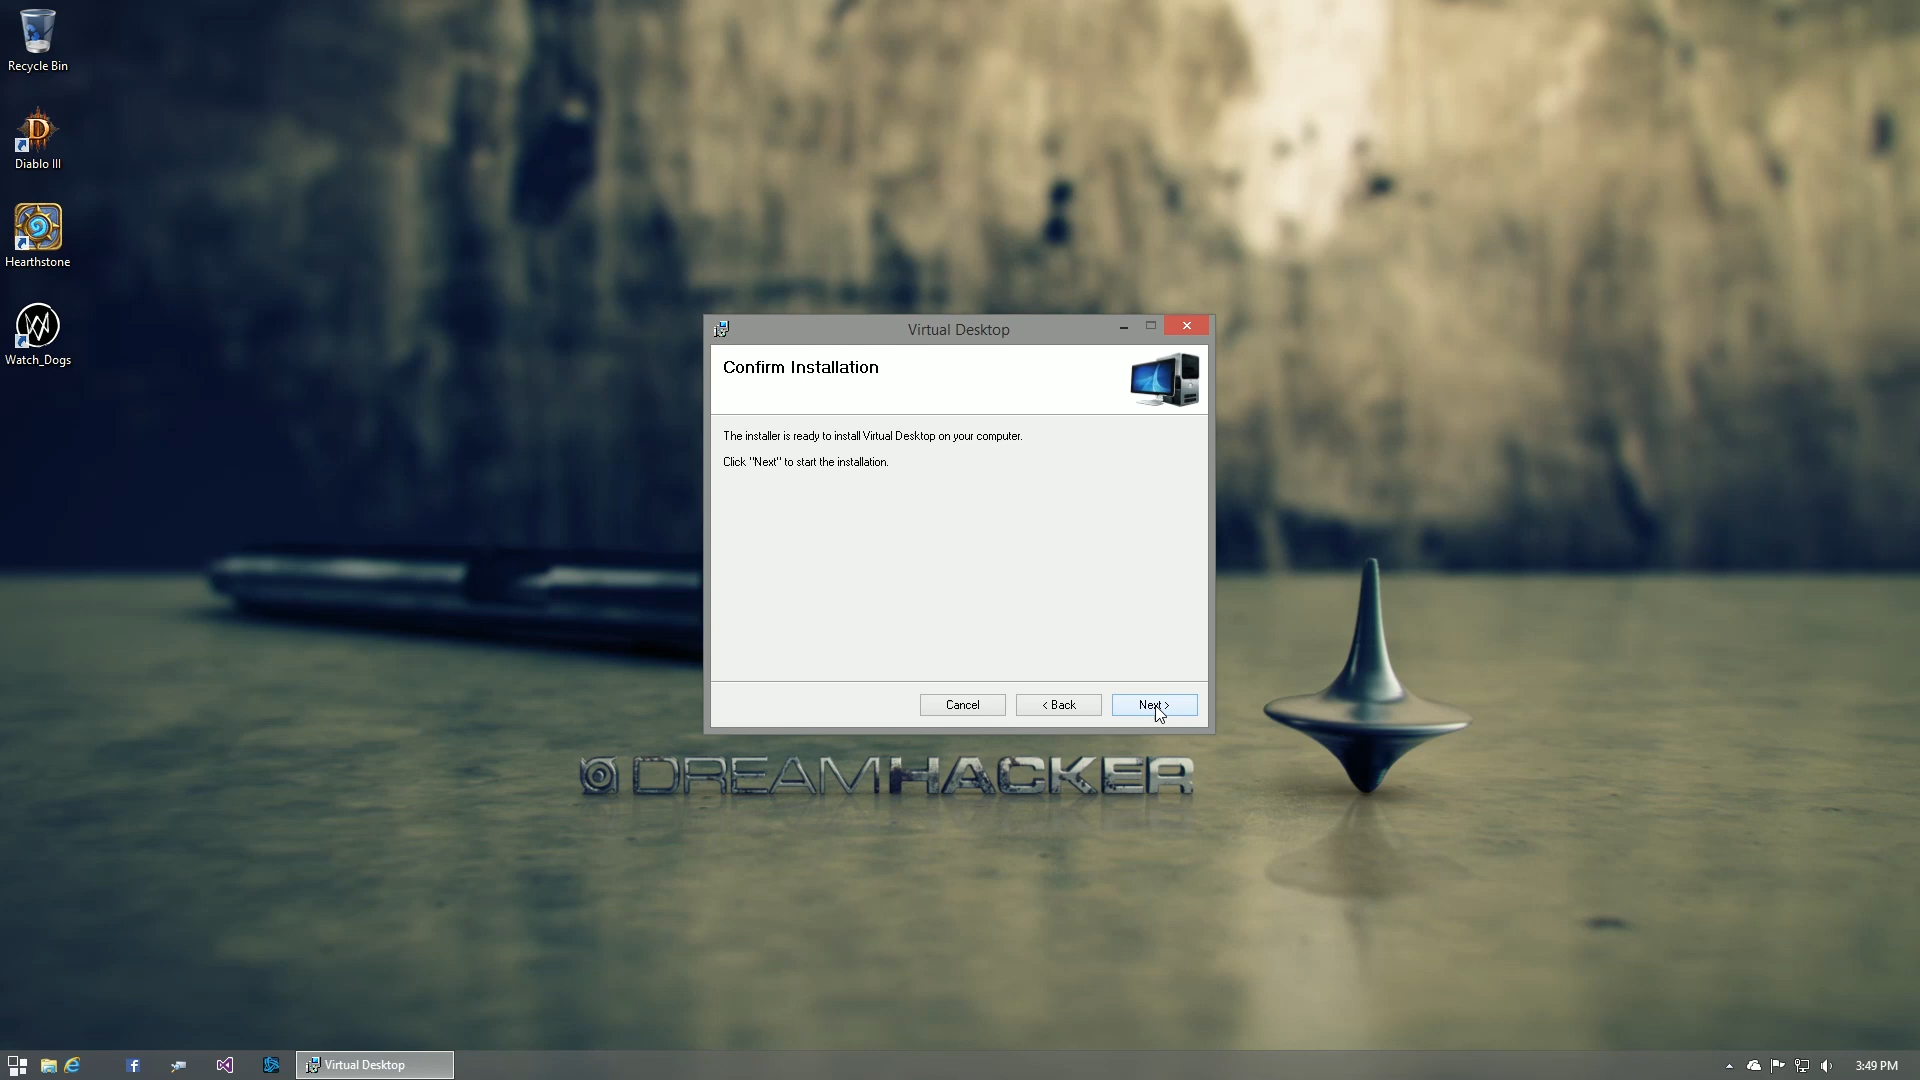 Recycle Bin
Diablo III
Hearthstone
Watch_Dogs
Virtual Desktop
Confirm Installation
The installer is ready to install Virtual Desktop on your computer.
Click "Next" to start the installation.
Cancel
< Back
Next >
DREAMHACKER
Virtual Desktop
3:49 PM